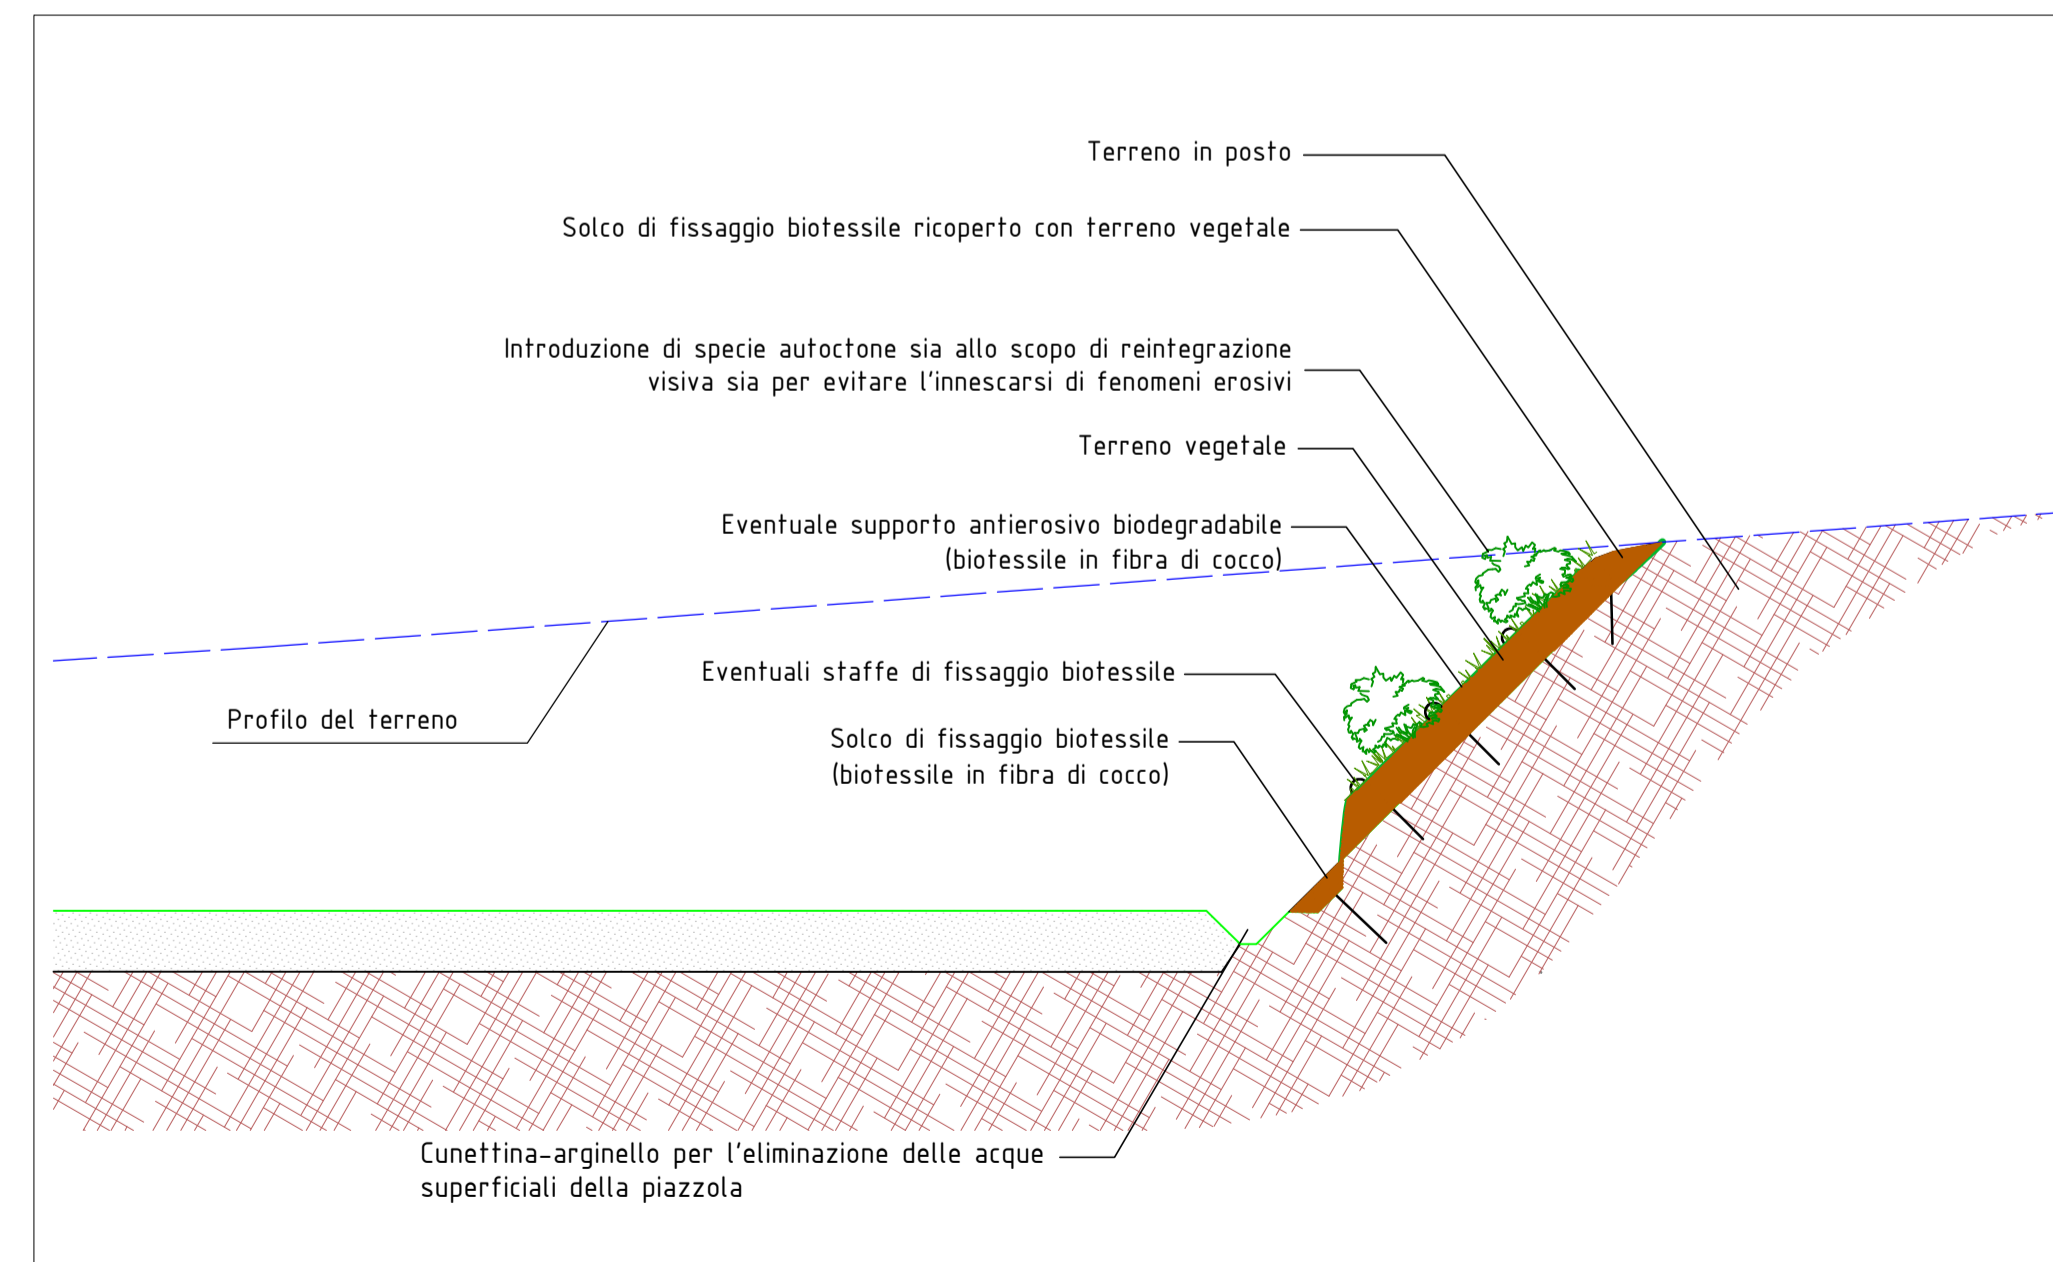 Terreno in posto
Solco di fissaggio biotessile ricoperto con terreno vegetale
Introduzione di specie autoctone sia allo scopo di reintegrazione
visiva sia per evitare l'innescarsi di fenomeni erosivi
Terreno vegetale
Eventuale supporto antierosivo biodegradabile
(biotessile in fibra di cocco)
Eventuali staffe di fissaggio biotessile
Profilo del terreno
Solco di fissaggio biotessile
(biotessile in fibra di cocco)
Cunettina-arginello per l'eliminazione delle acque
superficiali della piazzola